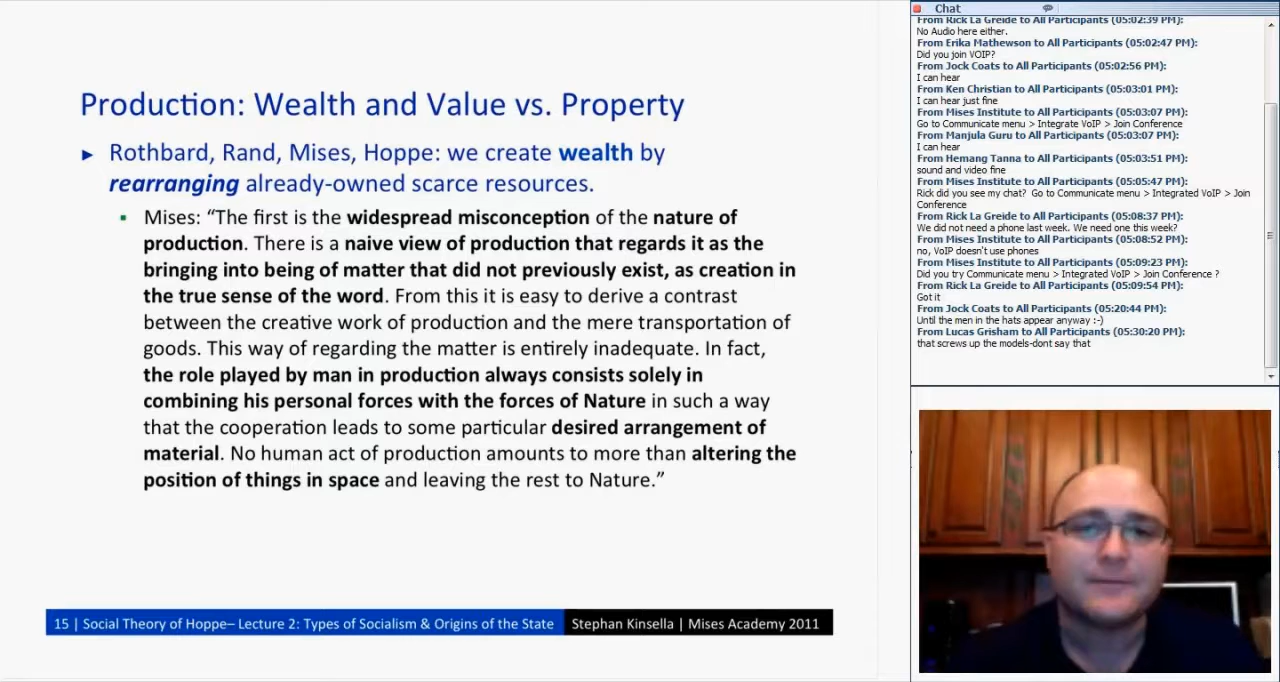 Production: Wealth and Value vs. Property
► Rothbard, Rand, Mises, Hoppe: we create wealth by
rearranging already-owned scarce resources.
▪ Mises: “The first is the widespread misconception of the nature of
production. There is a naive view of production that regards it as the
bringing into being of matter that did not previously exist, as creation in
the true sense of the word. From this it is easy to derive a contrast
between the creative work of production and the mere transportation of
goods. This way of regarding the matter is entirely inadequate. In fact,
the role played by man in production always consists solely in
combining his personal forces with the forces of Nature in such a way
that the cooperation leads to some particular desired arrangement of
material. No human act of production amounts to more than altering the
position of things in space and leaving the rest to Nature.”
15 | Social Theory of Hoppe– Lecture 2: Types of Socialism & Origins of the State
Stephan Kinsella | Mises Academy 2011
Chat
From Rick La Greide to All Participants (05:02:39 PM):
No Audio here either.
From Erika Mathewson to All Participants (05:02:47 PM):
Did you join VOIP?
From Jock Coats to All Participants (05:02:56 PM):
I can hear
From Ken Christian to All Participants (05:03:01 PM):
I can hear just fine
From Mises Institute to All Participants (05:03:07 PM):
Go to Communicate menu > Integrate VoIP > Join Conference
From Manjula Guru to All Participants (05:03:07 PM):
I can hear
From Hemang Tanna to All Participants (05:03:51 PM):
sound and video fine
From Mises Institute to All Participants (05:05:47 PM):
Rick did you see my chat? Go to Communicate menu > Integrated VoIP > Join
Conference
From Rick La Greide to All Participants (05:08:37 PM):
We did not need a phone last week. We need one this week?
From Mises Institute to All Participants (05:08:52 PM):
no, VoIP doesn't use phones
From Mises Institute to All Participants (05:09:23 PM):
Did you try Communicate menu > Integrated VoIP > Join Conference ?
From Rick La Greide to All Participants (05:09:54 PM):
Got it
From Jock Coats to All Participants (05:20:44 PM):
Until the men in the hats appear anyway :-)
From Lucas Grisham to All Participants (05:30:20 PM):
that screws up the models-dont say that